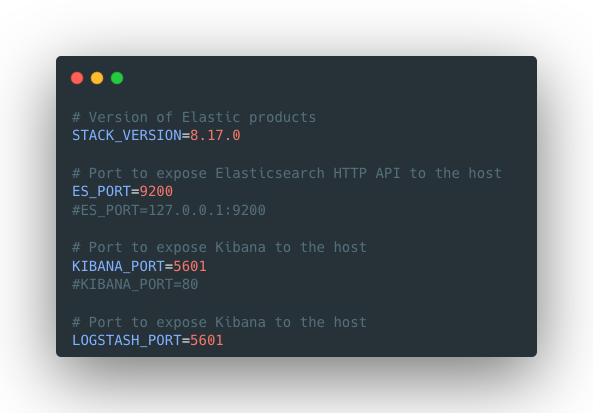 # Version of Elastic products
STACK_VERSION=8.17.0
# Port to expose Elasticsearch HTTP API to the host
ES_PORT=9200
#ES_PORT=127.0.0.1:9200
# Port to expose Kibana to the host
KIBANA_PORT=5601
#KIBANA_PORT=80
# Port to expose Kibana to the host
LOGSTASH_PORT=5601